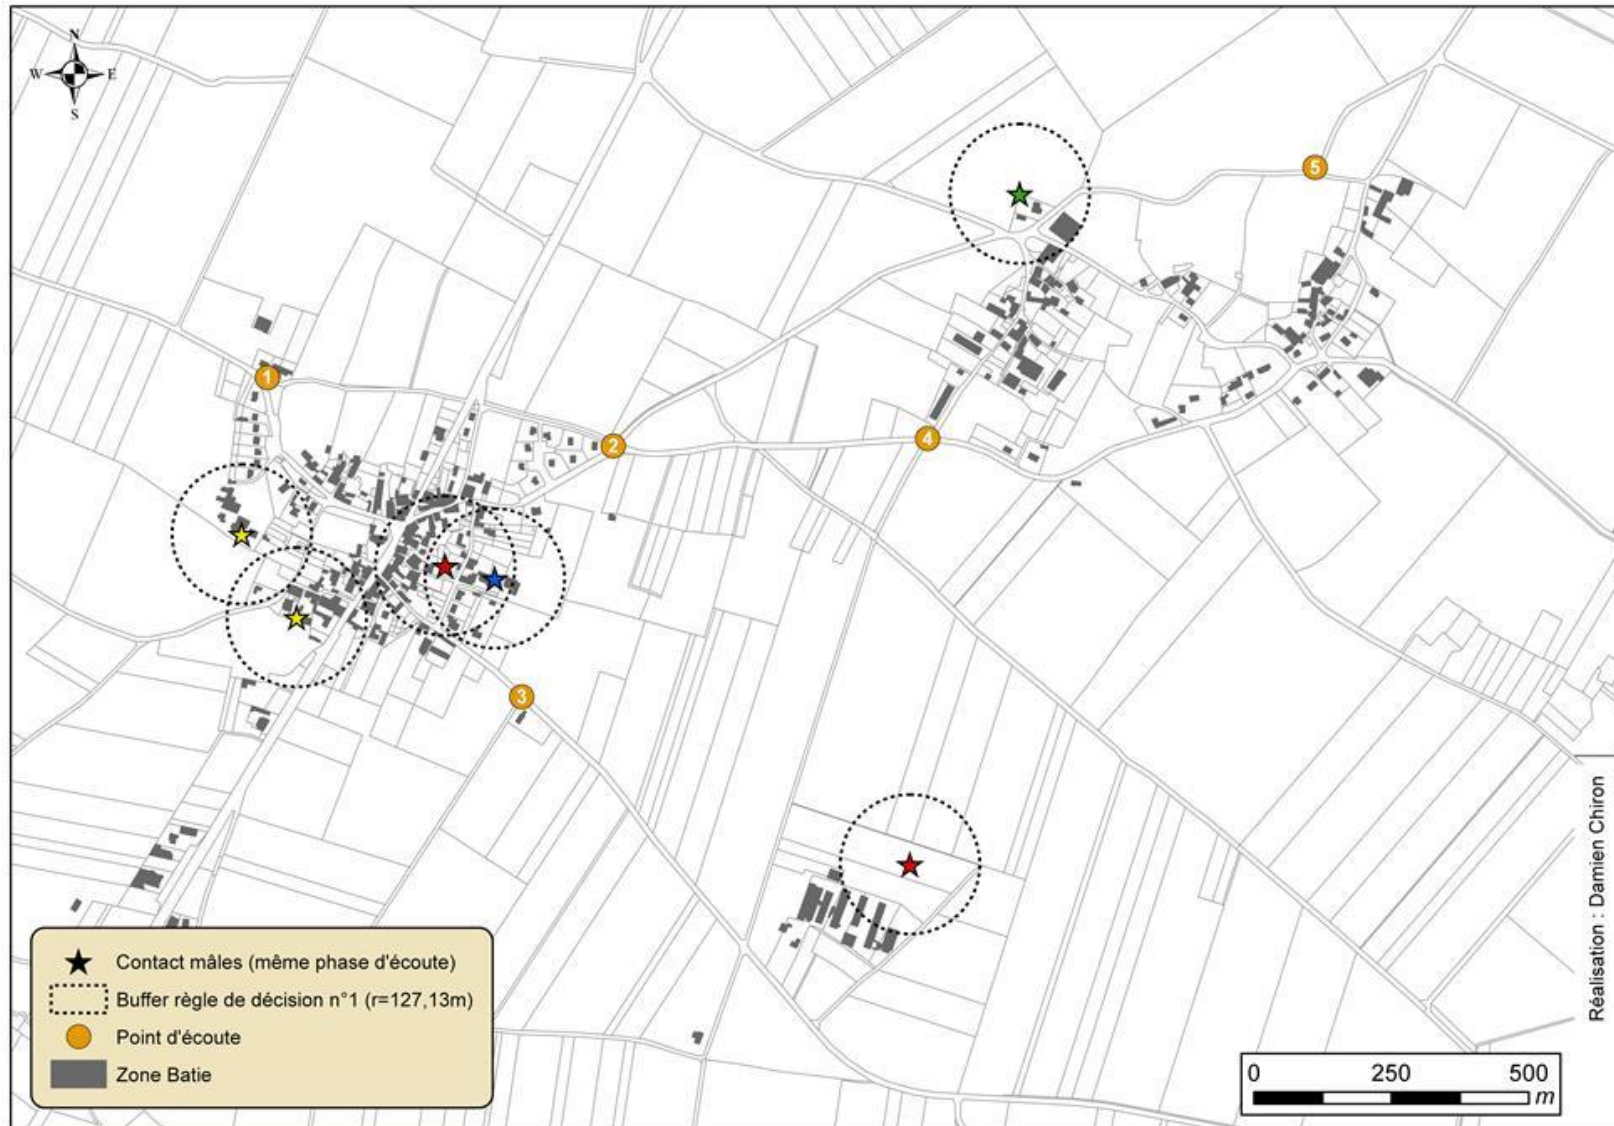 N
W E
S
5
1
2
4
3
Contact mâles (même phase d'écoute)
Buffer règle de décision n°1 (r=127,13m)
Point d'écoute
Zone Batie
0 250 500
m
Réalisation : Damien Chiron